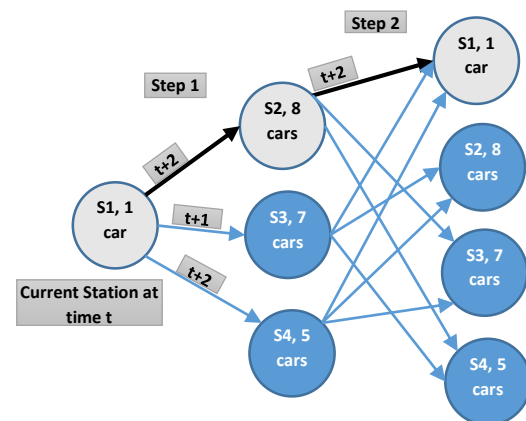 Step 2
S1, 1
car
t+2
Step 1
S2, 8
cars
t+2
S2, 8
cars
S3, 7
cars
t+1
S1, 1
car
t+2
S3, 7
cars
Current Station at
time t
S4, 5
cars
S4, 5
cars